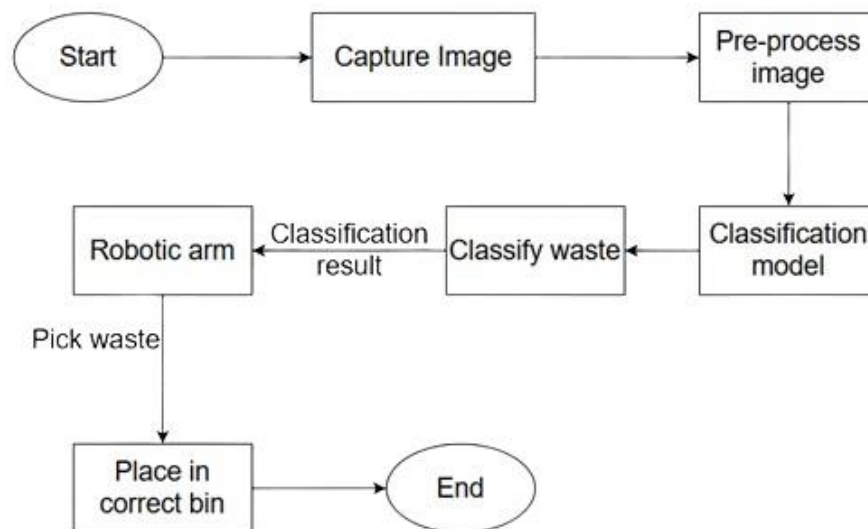 Start
Capture Image
Pre-process
image
Classification
model
Classify waste
Classification
result
Robotic arm
Pick waste
Place in
correct bin
End